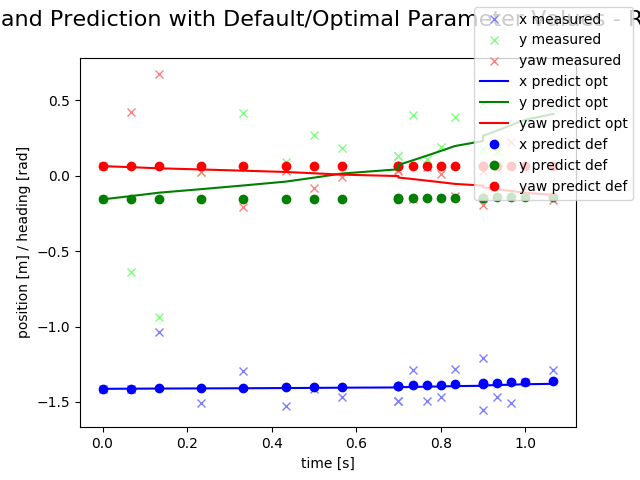 and Prediction with Default/Optimal Parameter Values - R
x measured
y measured
yaw measured
x predict opt
y predict opt
yaw predict opt
x predict def
y predict def
yaw predict def
position [m] / heading [rad]
0.5
0.0
−0.5
−1.0
−1.5
0.0
0.2
0.4
0.6
0.8
1.0
time [s]